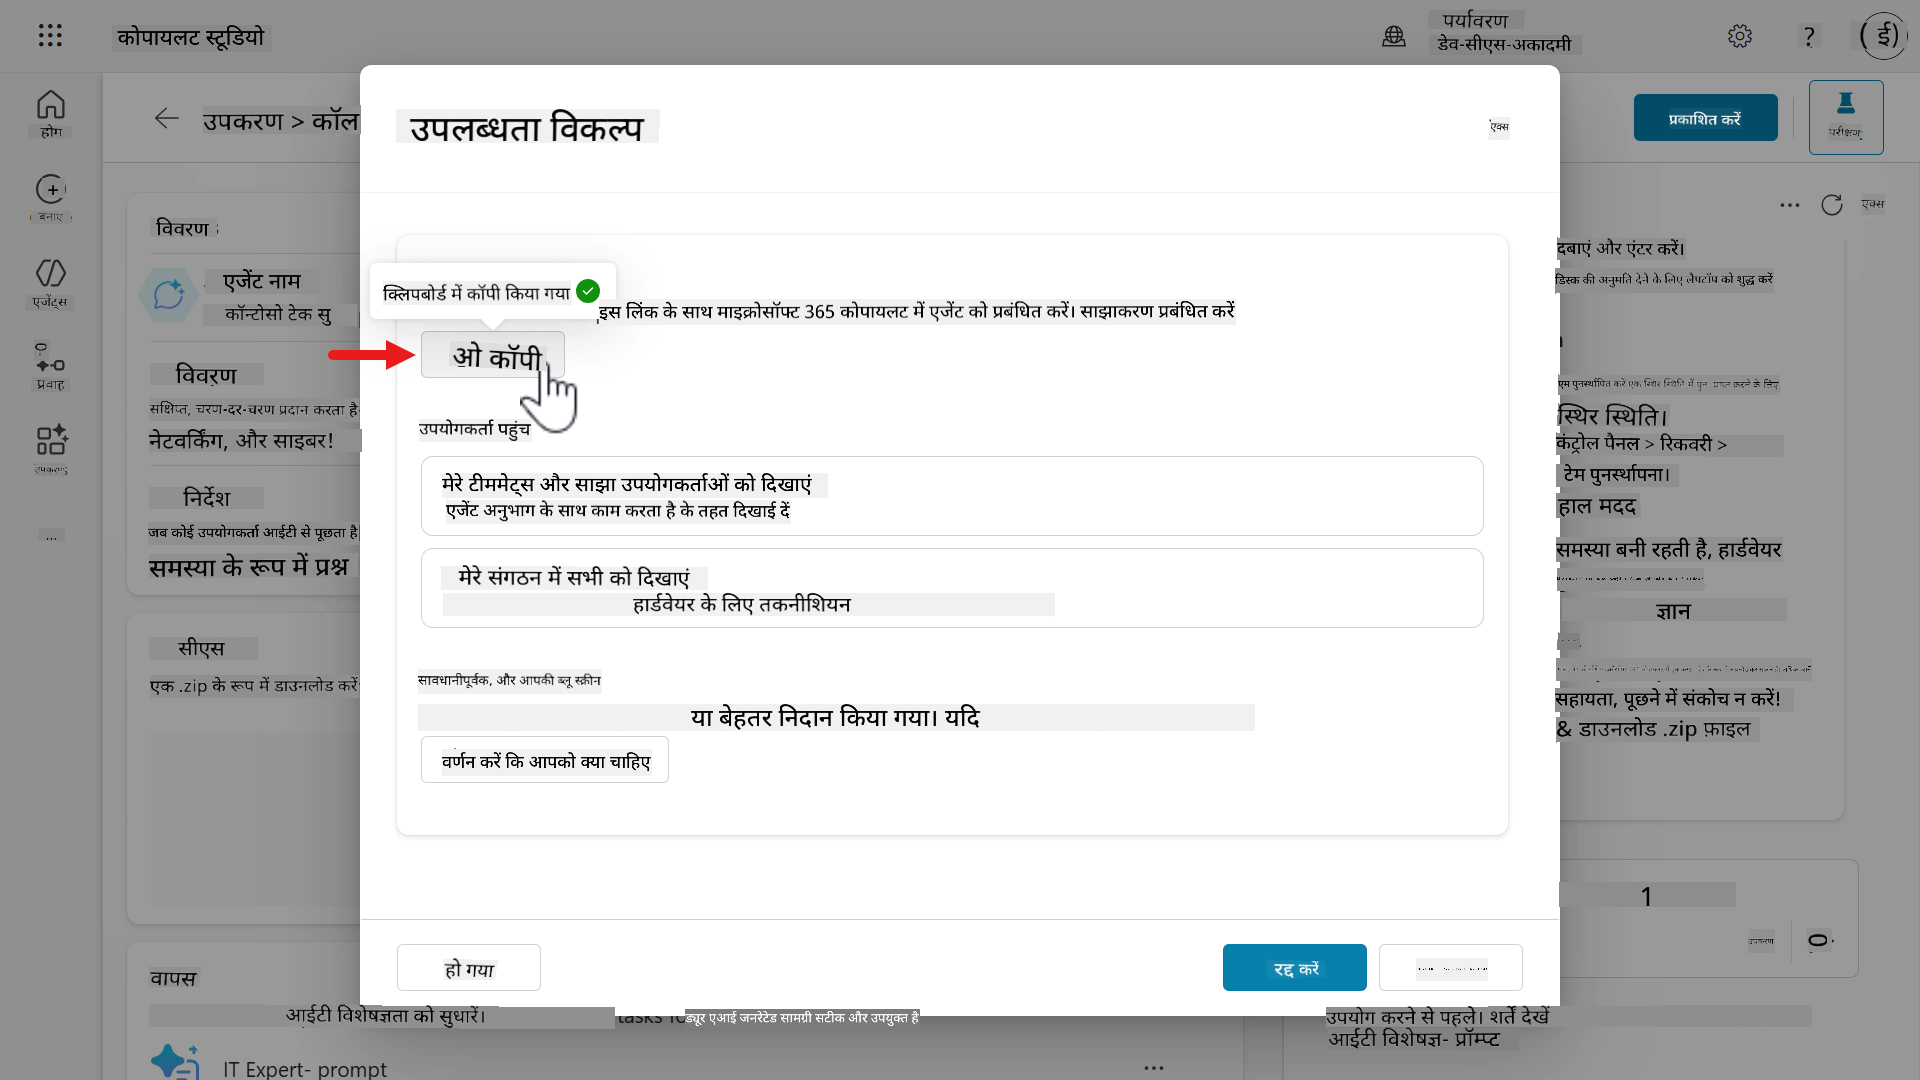 कोपायलट स्टूडियो
पर्यावरण
डेव-सीएस-अकादमी
?
( ई)
होम
बनाएं
एजेंट्स
प्रवाह
...
उपकरण > कॉल
प्रकाशित करें
परीक्षण
विवरण
एजेंट नाम
कॉन्टोसो टेक सु
विवरण
संक्षिप्त, चरण-दर-चरण प्रदान करता है
नेटवर्किंग, और साइबर!
निर्देश
जब कोई उपयोगकर्ता आईटी से पूछता है
समस्या के रूप में प्रश्न
सीएस
एक .zip के रूप में डाउनलोड करें
वापस
आईटी विशेषज्ञता को सुधारें।
IT Expert- prompt
उपलब्धता विकल्प
एक्स
क्लिपबोर्ड में कॉपी किया गया
इस लिंक के साथ माइक्रोसॉफ्ट 365 कोपायलट में एजेंट को प्रबंधित करें। साझाकरण प्रबंधित करें
ओ कॉपी
उपयोगकर्ता पहुंच
मेरे टीममेट्स और साझा उपयोगकर्ताओं को दिखाएं
एजेंट अनुभाग के साथ काम करता है के तहत दिखाई दें
मेरे संगठन में सभी को दिखाएं
हार्डवेयर के लिए तकनीशियन
सावधानीपूर्वक, और आपकी ब्लू स्क्रीन
या बेहतर निदान किया गया। यदि
वर्णन करें कि आपको क्या चाहिए
हो गया
रद्द करें
ड्यूर एआई जनरेटेड सामग्री सटीक और उपयुक्त है
एक्स
दबाएं और एंटर करें।
डिस्क की अनुमति देने के लिए लैपटॉप को शुद्ध करें
स्थिर स्थिति।
कंट्रोल पैनल > रिकवरी >
टेम पुनर्स्थापना।
हाल मदद
समस्या बनी रहती है, हार्डवेयर
ज्ञान
सहायता, पूछने में संकोच न करें!
& डाउनलोड .zip फ़ाइल
1
उपकरण
उपयोग करने से पहले। शर्तें देखें
आईटी विशेषज्ञ- प्रॉम्प्ट